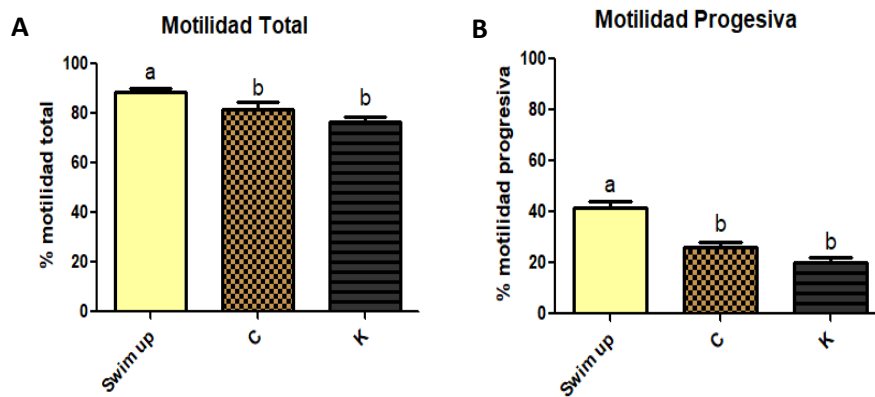 A
Motilidad Total
% motilidad total
100
80
60
40
20
0
a
b
b
Swim up
C
K
B
Motilidad Progesiva
% motilidad progresiva
100
80
60
40
20
0
a
b
b
Swim up
C
K